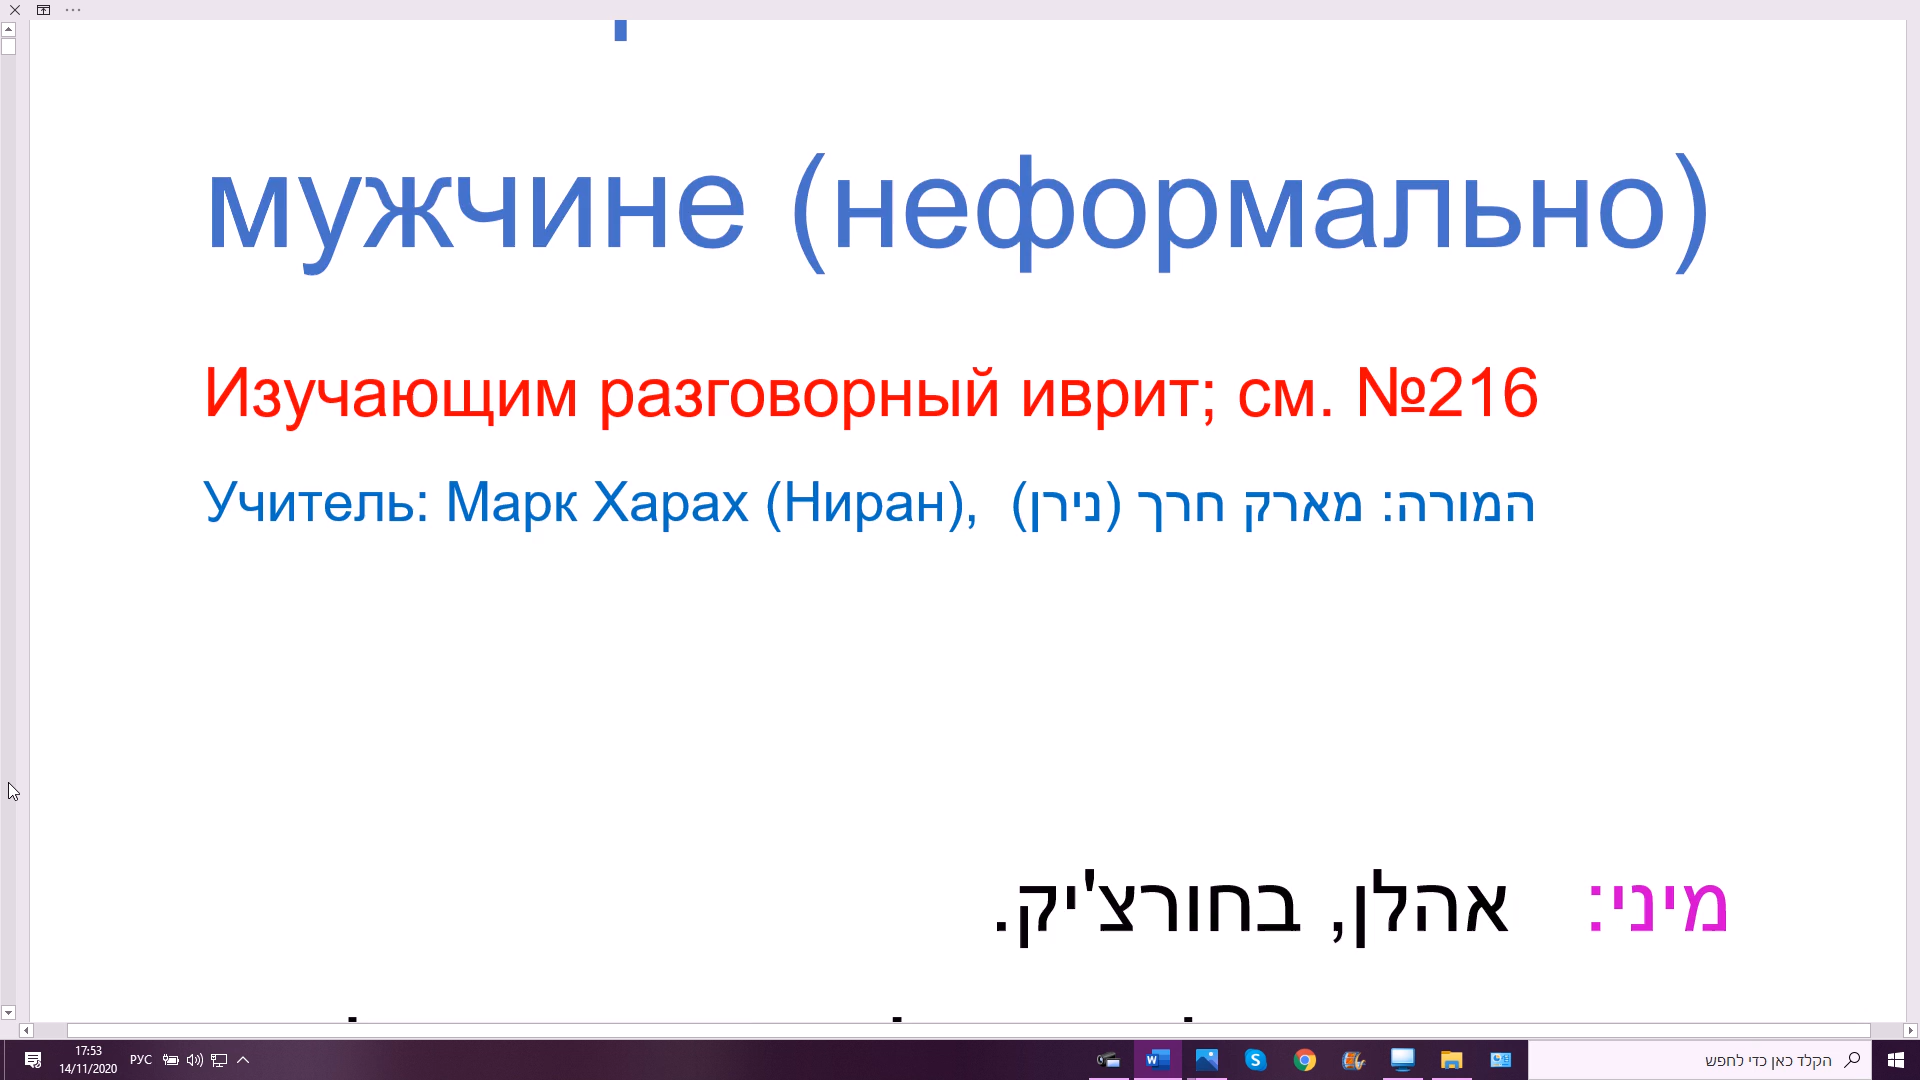 мужчине (неформально)
Изучающим разговорный иврит; см. №216
Учитель: Марк Харах (Ниран), המורה: מארק חרך (נירן)
מיני: אהלן, בחורצ'יק.
17:53
14/11/2020
РУС
הקלד כאן כדי לחפש